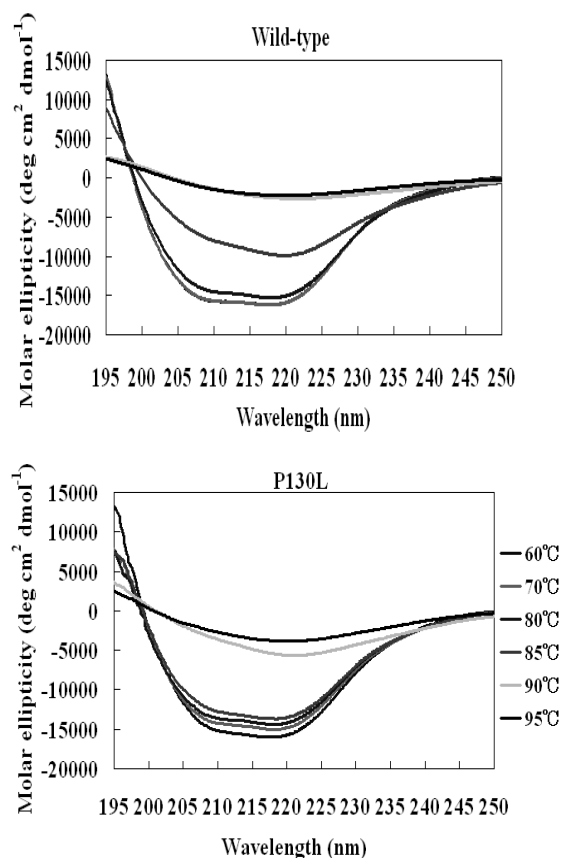 Wild-type
Molar ellipticity (deg cm² dmol⁻¹)
15000
10000
5000
0
-5000
-10000
-15000
-20000
195 200 205 210 215 220 225 230 235 240 245 250
Wavelength (nm)
P130L
Molar ellipticity (deg cm² dmol⁻¹)
15000
10000
5000
0
-5000
-10000
-15000
-20000
195 200 205 210 215 220 225 230 235 240 245 250
Wavelength (nm)
60℃
70℃
80℃
85℃
90℃
95℃